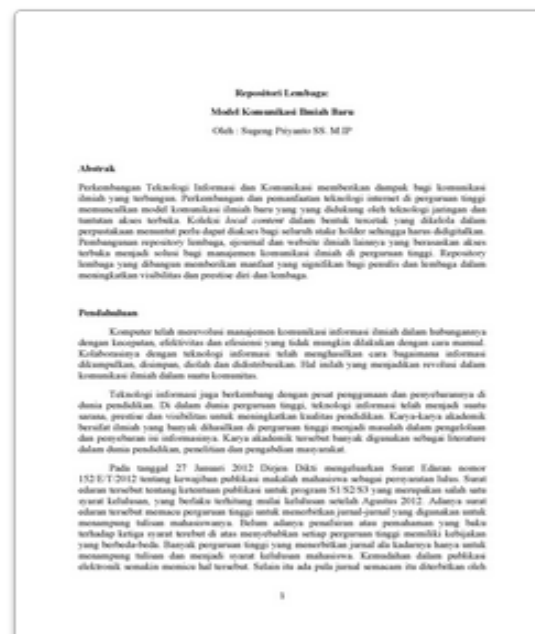 Repositori Lembaga:
Model Komunikasi Ilmiah Baru
Oleh : Sugeng Priyanto SS. M.IP
Abstrak
Perkembangan Teknologi Informasi dan Komunikasi memberikan dampak bagi komunikasi
ilmiah yang terbangun. Perkembangan dan pemanfaatan teknologi internet di perguruan tinggi
memunculkan model komunikasi ilmiah baru yang yang didukung oleh teknologi jaringan dan
tuntutan akses terbuka. Koleksi local content dalam bentuk tercetak yang dikelola dalam
perpustakaan menuntut perlu dapat diakses bagi seluruh stake holder sehingga harus didigitalkan.
Pembangunan repository lembaga, ejournal dan website ilmiah lainnya yang berasaskan akses
terbuka menjadi solusi bagi manajemen komunikasi ilmiah di perguruan tinggi. Repository
lembaga yang dibangun memberikan manfaat yang signifikan bagi penulis dan lembaga dalam
meningkatkan visibilitas dan prestise diri dan lembaga.
Pendahuluan
Komputer telah merevolusi manajemen komunikasi informasi ilmiah dalam hubungannya
dengan kecepatan, efektivitas dan efesiensi yang tidak mungkin dilakukan dengan cara manual.
Kolaborasinya dengan teknologi informasi telah menghasilkan cara bagaimana informasi
dikumpulkan, disimpan, diolah dan didistribusikan. Hal inilah yang menjadikan revolusi dalam
komunikasi ilmiah dalam suatu komunitas.
Teknologi informasi juga berkembang dengan pesat penggunaan dan penyebarannya di
dunia pendidikan. Di dalam dunia perguruan tinggi, teknologi informasi telah menjadi suatu
sarana, prestise dan visibilitas untuk meningkatkan kualitas pendidikan. Karya-karya akademik
bersifat ilmiah yang banyak dihasilkan di perguruan tinggi menjadi masalah dalam pengelolaan
dan penyebaran isi informasinya. Karya akademik tersebut banyak digunakan sebagai literature
dalam dunia pendidikan, penelitian dan pengabdian masyarakat.
Pada tanggal 27 Januari 2012 Dirjen Dikti mengeluarkan Surat Edaran nomor
152/E/T/2012 tentang kewajiban publikasi makalah mahasiswa sebagai persyaratan lulus. Surat
edaran tersebut tentang ketentuan publikasi untuk program S1/S2/S3 yang merupakan salah satu
syarat kelulusan, yang berlaku terhitung mulai kelulusan setelah Agustus 2012. Adanya surat
edaran tersebut memacu perguruan tinggi untuk menerbitkan jurnal-jurnal yang digunakan untuk
menampung tulisan mahasiswanya. Belum adanya penafsiran atau pemahaman yang baku
terhadap ketiga syarat terebut di atas menyebabkan setiap perguruan tinggi memiliki kebijakan
yang berbeda-beda. Banyak perguruan tinggi yang menerbitkan jurnal ala kadarnya hanya untuk
menampung tulisan dan menjadi syarat kelulusan mahasiswa. Kemudahan dalam publikasi
elektronik semakin memicu hal tersebut. Selain itu ada pula jurnal semacam itu diterbitkan oleh
1